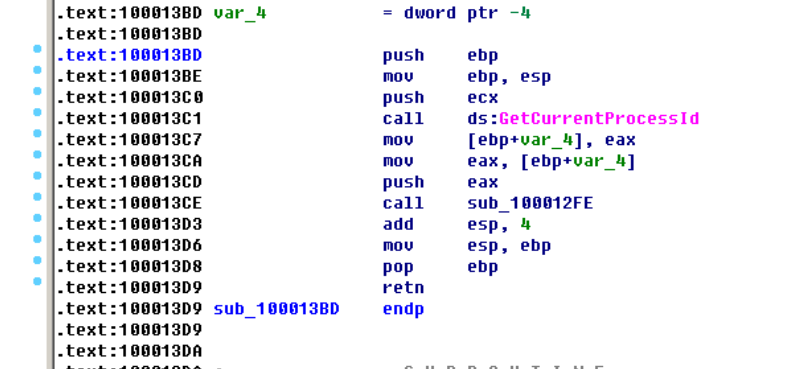 .text:100013BD var_4 = dword ptr -4
.text:100013BD
.text:100013BD push ebp
.text:100013BE mov ebp, esp
.text:100013C0 push ecx
.text:100013C1 call ds:GetCurrentProcessId
.text:100013C7 mov [ebp+var_4], eax
.text:100013CA mov eax, [ebp+var_4]
.text:100013CD push eax
.text:100013CE call sub_100012FE
.text:100013D3 add esp, 4
.text:100013D6 mov esp, ebp
.text:100013D8 pop ebp
.text:100013D9 retn
.text:100013D9 sub_100013BD endp
.text:100013D9
.text:100013DA